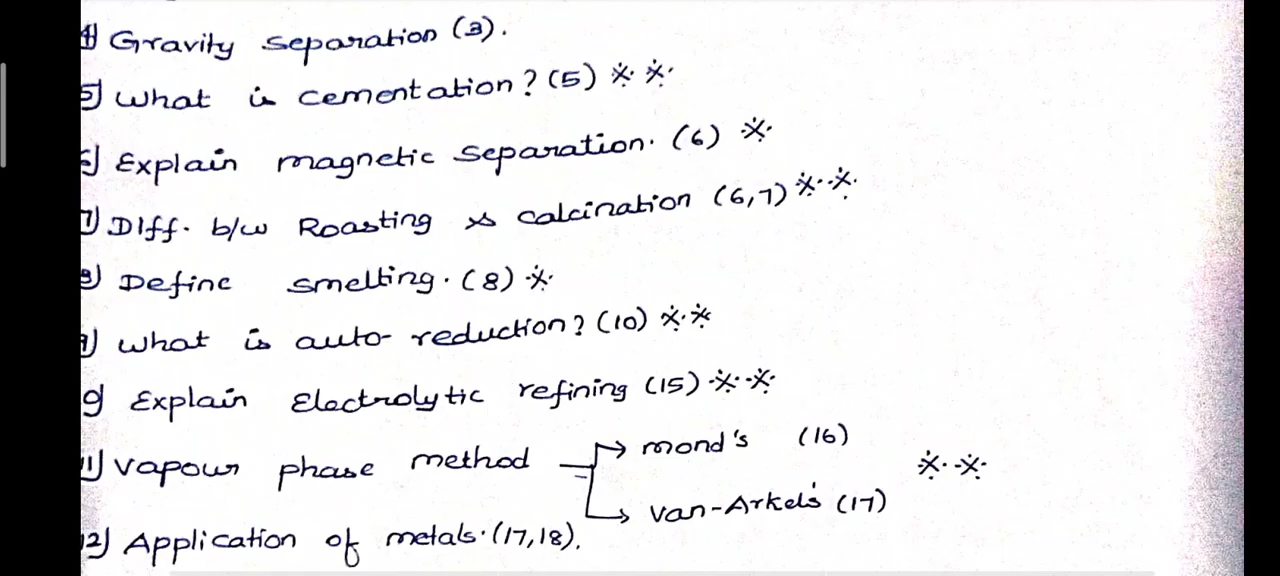 4) Gravity separation (3).
5) What is cementation? (5) ※ ※
6) Explain magnetic separation. (6) ※
7) Diff. b/w Roasting & calcination (6,7) ※ ※
8) Define smelting. (8) ※
9) What is auto-reduction? (10) ※ ※
Explain Electrolytic refining (15) ※ ※
11) Vapour phase method → mond's (16) ※ ※
→ Van-Arkel's (17)
12) Application of metals. (17,18).